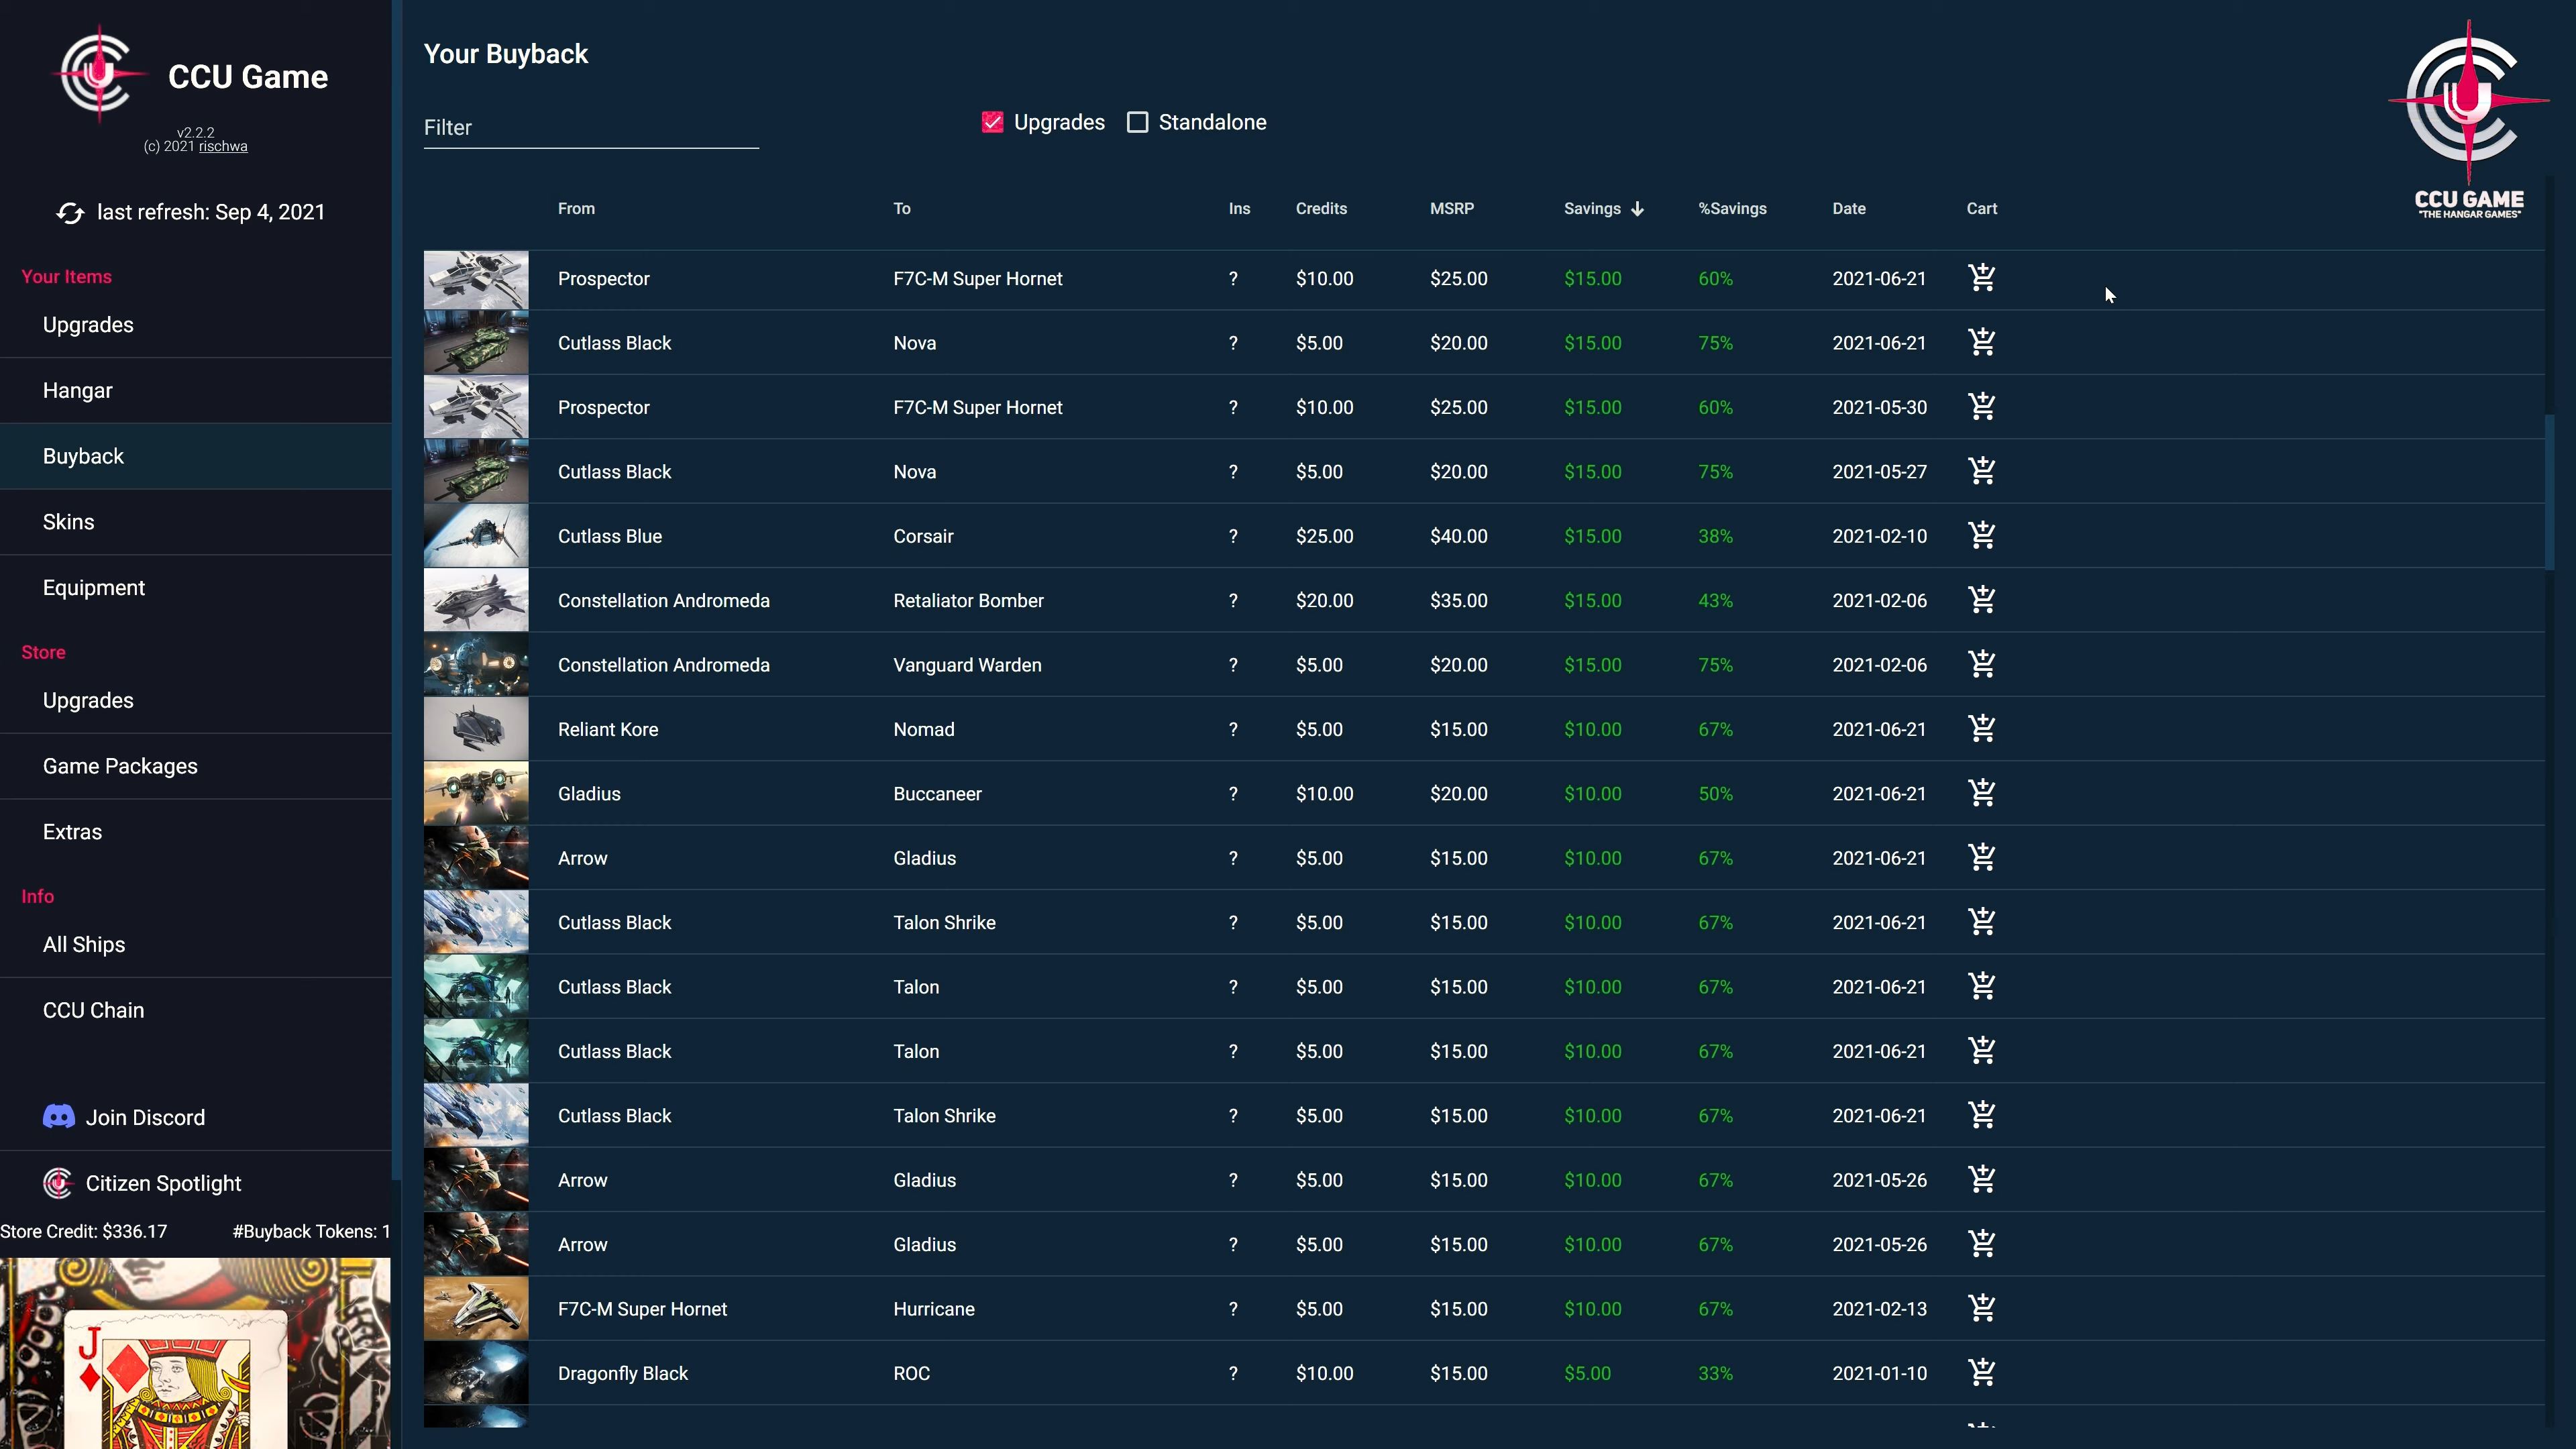 CCU Game
v2.2.2
(c) 2021 rischwa
last refresh: Sep 4, 2021
Your Items
Upgrades
Hangar
Buyback
Skins
Equipment
Store
Upgrades
Game Packages
Extras
Info
All Ships
CCU Chain
Join Discord
Citizen Spotlight
Store Credit: $336.17 #Buyback Tokens: 1
J
Your Buyback
Filter Upgrades Standalone
CCU GAME
"THE HANGAR GAMES"
From To Ins Credits MSRP Savings %Savings Date Cart
Prospector F7C-M Super Hornet ? $10.00 $25.00 $15.00 60% 2021-06-21
Cutlass Black Nova ? $5.00 $20.00 $15.00 75% 2021-06-21
Prospector F7C-M Super Hornet ? $10.00 $25.00 $15.00 60% 2021-05-30
Cutlass Black Nova ? $5.00 $20.00 $15.00 75% 2021-05-27
Cutlass Blue Corsair ? $25.00 $40.00 $15.00 38% 2021-02-10
Constellation Andromeda Retaliator Bomber ? $20.00 $35.00 $15.00 43% 2021-02-06
Constellation Andromeda Vanguard Warden ? $5.00 $20.00 $15.00 75% 2021-02-06
Reliant Kore Nomad ? $5.00 $15.00 $10.00 67% 2021-06-21
Gladius Buccaneer ? $10.00 $20.00 $10.00 50% 2021-06-21
Arrow Gladius ? $5.00 $15.00 $10.00 67% 2021-06-21
Cutlass Black Talon Shrike ? $5.00 $15.00 $10.00 67% 2021-06-21
Cutlass Black Talon ? $5.00 $15.00 $10.00 67% 2021-06-21
Cutlass Black Talon ? $5.00 $15.00 $10.00 67% 2021-06-21
Cutlass Black Talon Shrike ? $5.00 $15.00 $10.00 67% 2021-06-21
Arrow Gladius ? $5.00 $15.00 $10.00 67% 2021-05-26
Arrow Gladius ? $5.00 $15.00 $10.00 67% 2021-05-26
F7C-M Super Hornet Hurricane ? $5.00 $15.00 $10.00 67% 2021-02-13
Dragonfly Black ROC ? $10.00 $15.00 $5.00 33% 2021-01-10